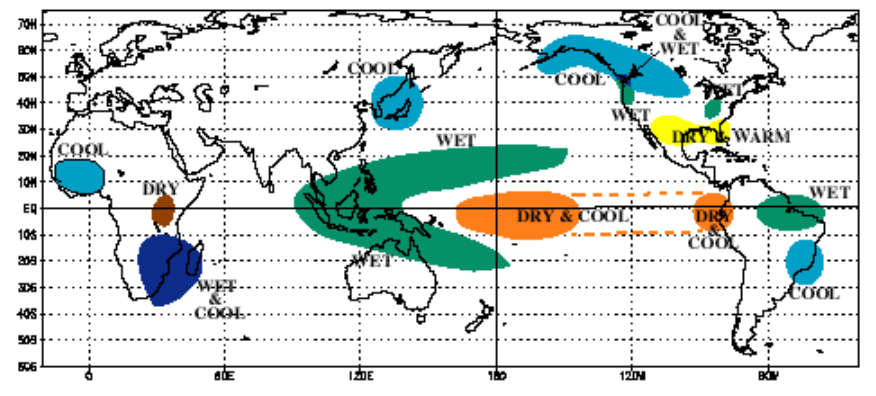 70N
60N
50N
40N
30N
20N
10N
EQ
10S
20S
30S
40S
50S
60S
0
60E
120E
180
120W
60W
COOL
&
WET
COOL
COOL
WET
WET
DRY & WARM
WET
COOL
DRY
WET
DRY & COOL
DRY
&
COOL
WET
WET
&
COOL
COOL